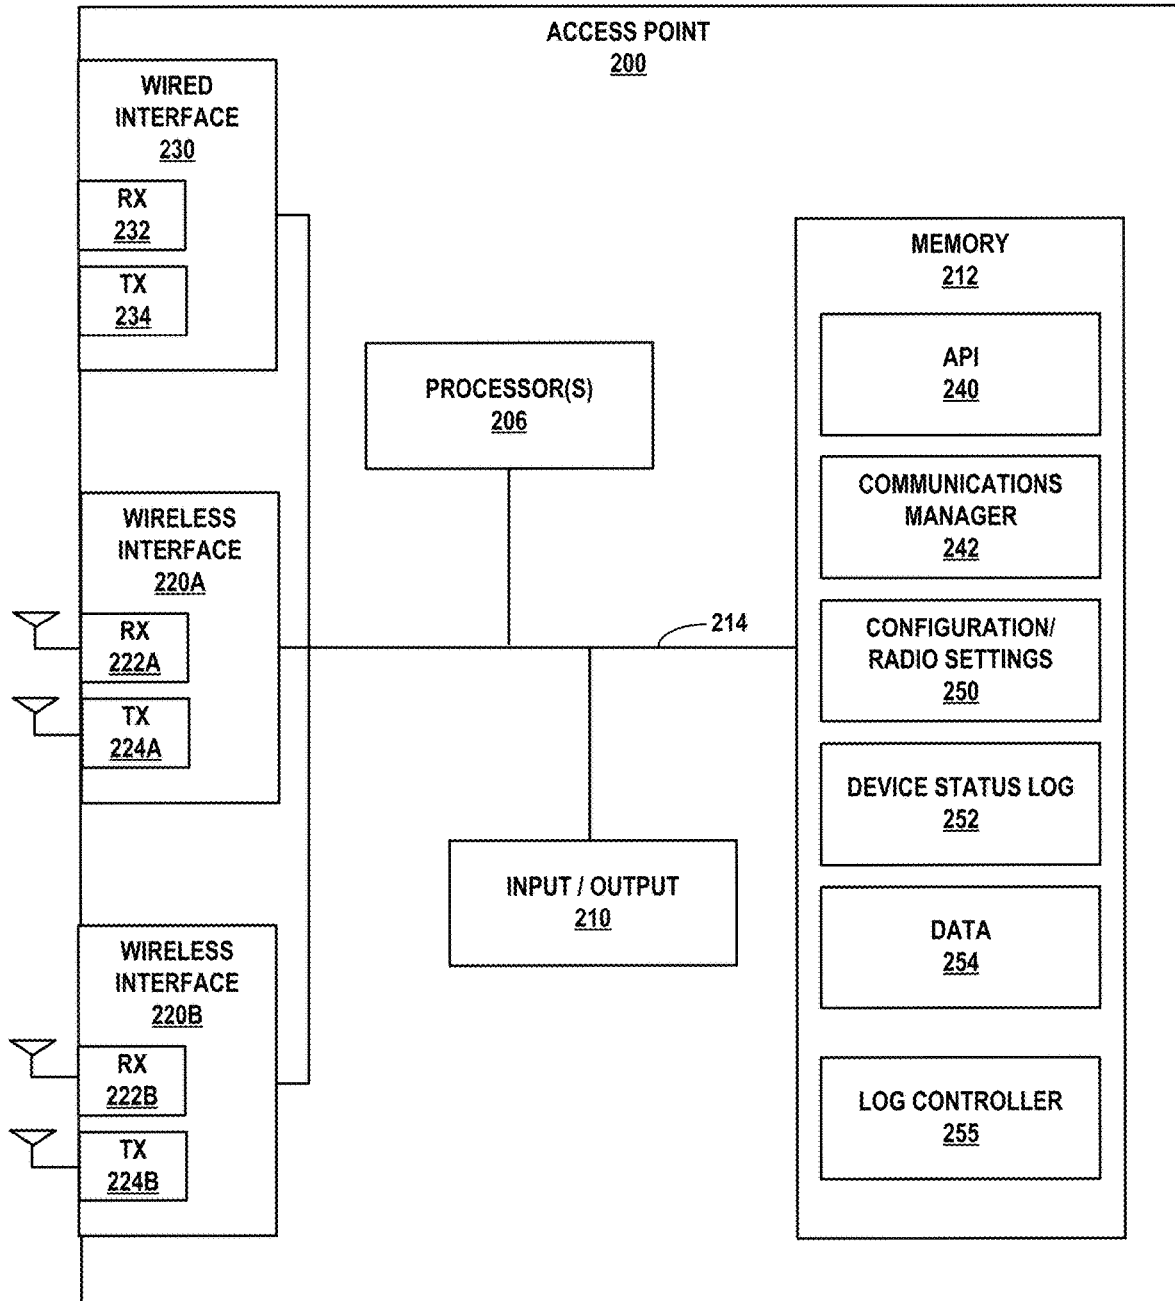 ACCESS POINT
200
WIRED
INTERFACE
230
RX
232
TX
234
PROCESSOR(S)
206
WIRELESS
INTERFACE
220A
RX
222A
TX
224A
214
INPUT / OUTPUT
210
WIRELESS
INTERFACE
220B
RX
222B
TX
224B
MEMORY
212
API
240
COMMUNICATIONS
MANAGER
242
CONFIGURATION/
RADIO SETTINGS
250
DEVICE STATUS LOG
252
DATA
254
LOG CONTROLLER
255